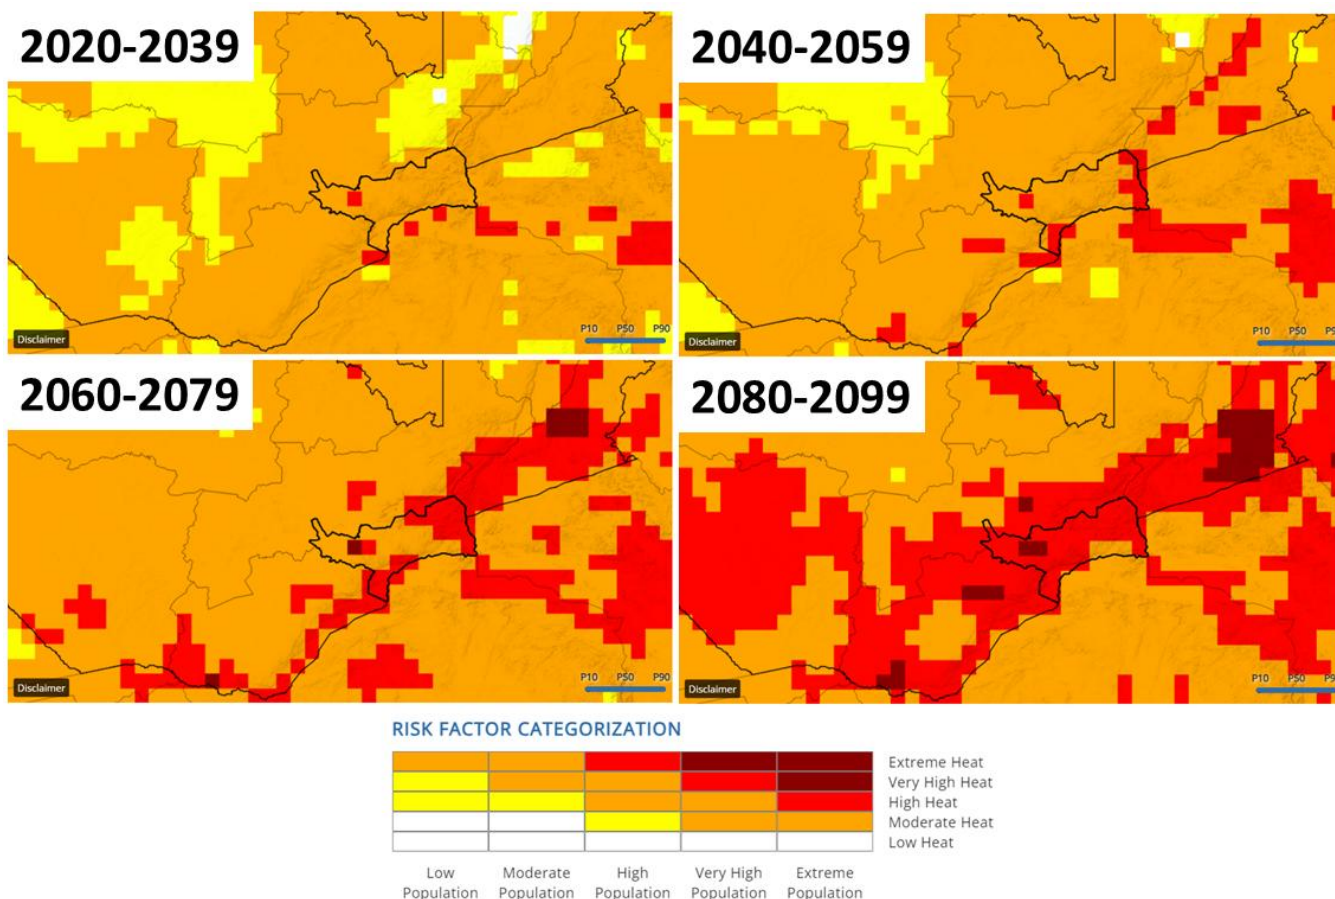 2020-2039
2040-2059
Disclaimer
P10 P50 P90
Disclaimer
P10 P50 P90
2060-2079
2080-2099
Disclaimer
P10 P50 P90
Disclaimer
P10 P50 P90
RISK FACTOR CATEGORIZATION
Extreme Heat
Very High Heat
High Heat
Moderate Heat
Low Heat
Low Population
Moderate Population
High Population
Very High Population
Extreme Population